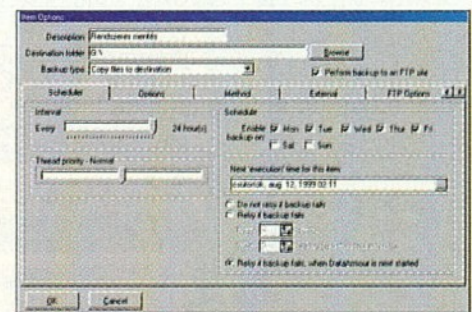 Item Options
Description Rendszeres mentés
Destination folder G:\
Browse
Backup type Copy files to destination
Perform backup to an FTP site
Scheduler Options Method External FTP Options
Interval
Every 24 hour(s)
Thread priority - Normal
Schedule
Enable backup on: Mon Tue Wed Thu Fri
Sat Sun
Next 'execution' time for this item
csütörtök, aug. 12, 1999 02:11
Do not retry if backup fails
Retry if backup fails
Retry if backup fails, when DataArmour is next started
OK Cancel